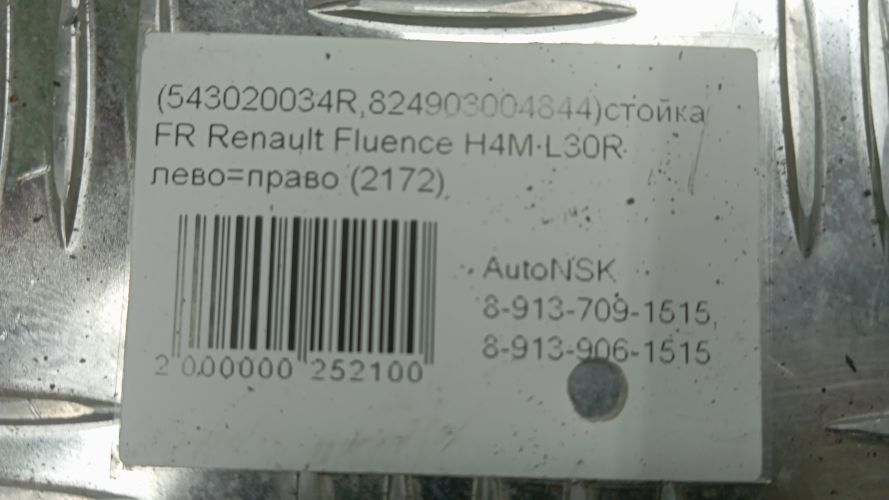 (543020034R,824903004844)стойка
FR Renault Fluence H4M-L30R
лево=право (2172)
AutoNSK
8-913-709-1515,
8-913-906-1515
2 000000 252100